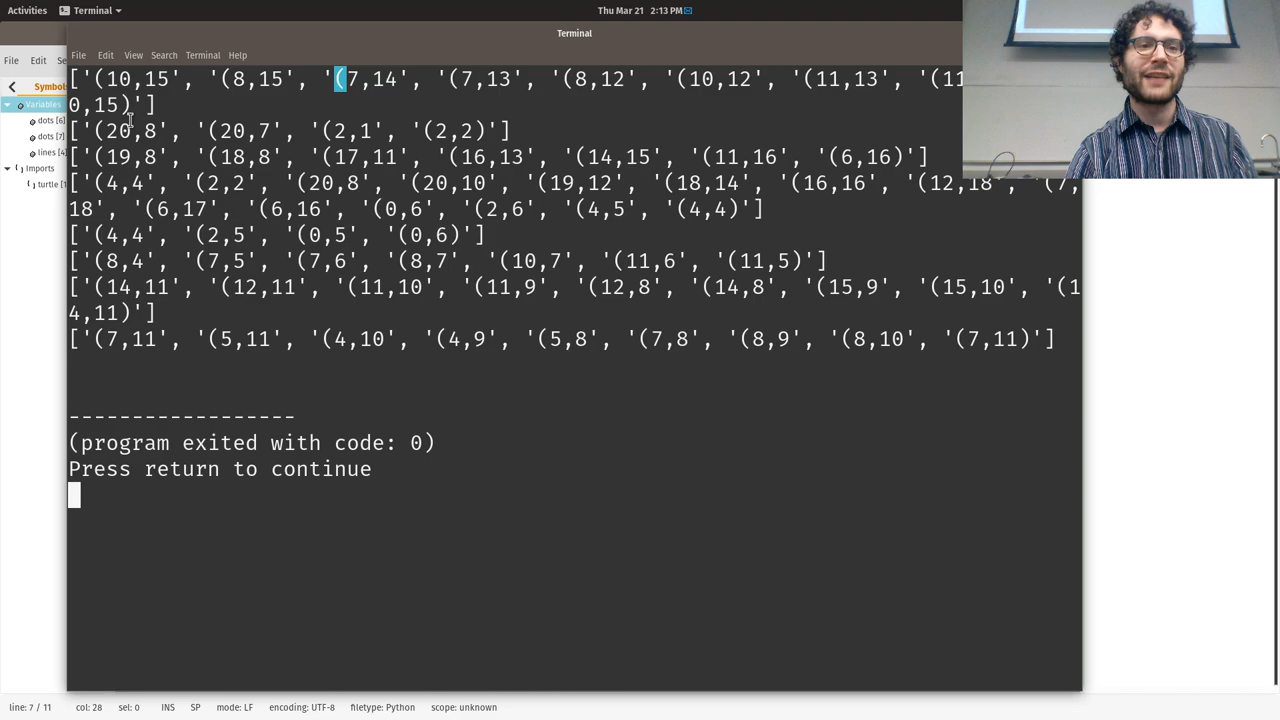 Activities Terminal Thu Mar 21 2:13 PM
Terminal
File Edit View Search Terminal Help
File Edit
Symbols
Variables
dots [6]
dots [7]
lines [4]
Imports
['(10,15', '(8,15', '(7,14', '(7,13', '(8,12', '(10,12', '(11,13', '(11
0,15)']
['(20,8', '(20,7', '(2,1', '(2,2)']
['(19,8', '(18,8', '(17,11', '(16,13', '(14,15', '(11,16', '(6,16)']
['(4,4', '(2,2', '(20,8', '(20,10', '(19,12', '(18,14', '(16,16', '(12,18', '(7,
18', '(6,17', '(6,16', '(0,6', '(2,6', '(4,5', '(4,4)']
['(4,4', '(2,5', '(0,5', '(0,6)']
['(8,4', '(7,5', '(7,6', '(8,7', '(10,7', '(11,6', '(11,5)']
['(14,11', '(12,11', '(11,10', '(11,9', '(12,8', '(14,8', '(15,9', '(15,10', '(1
4,11)']
['(7,11', '(5,11', '(4,10', '(4,9', '(5,8', '(7,8', '(8,9', '(8,10', '(7,11)']
------------------
(program exited with code: 0)
Press return to continue
line: 7 / 11 col: 28 sel: 0 INS SP mode: LF encoding: UTF-8 filetype: Python scope: unknown